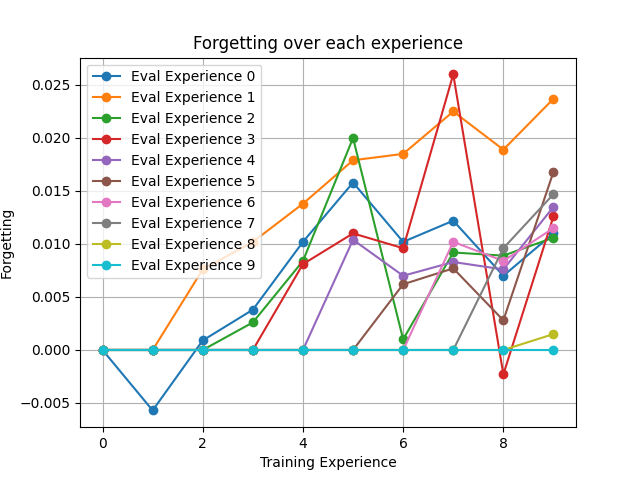 Forgetting over each experience
Eval Experience 0
Eval Experience 1
Eval Experience 2
Eval Experience 3
Eval Experience 4
Eval Experience 5
Eval Experience 6
Eval Experience 7
Eval Experience 8
Eval Experience 9
0.025
0.020
0.015
0.010
0.005
0.000
−0.005
Forgetting
0 2 4 6 8
Training Experience